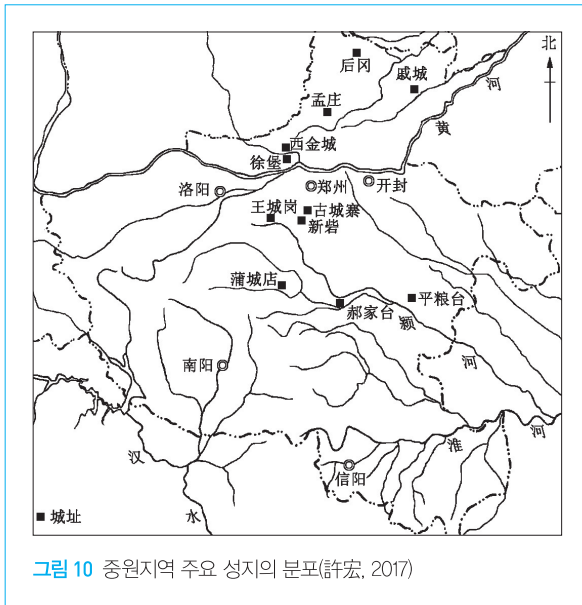 北
后冈
戚城
河
孟庄
黄
西金城
徐堡
洛阳
郑州
开封
王城岗
古城寨
新砦
蒲城店
郝家台
平粮台
颍
河
南阳
汉
水
淮
河
信阳
城址
그림 10 중원지역 주요 성지의 분포(許宏, 2017)